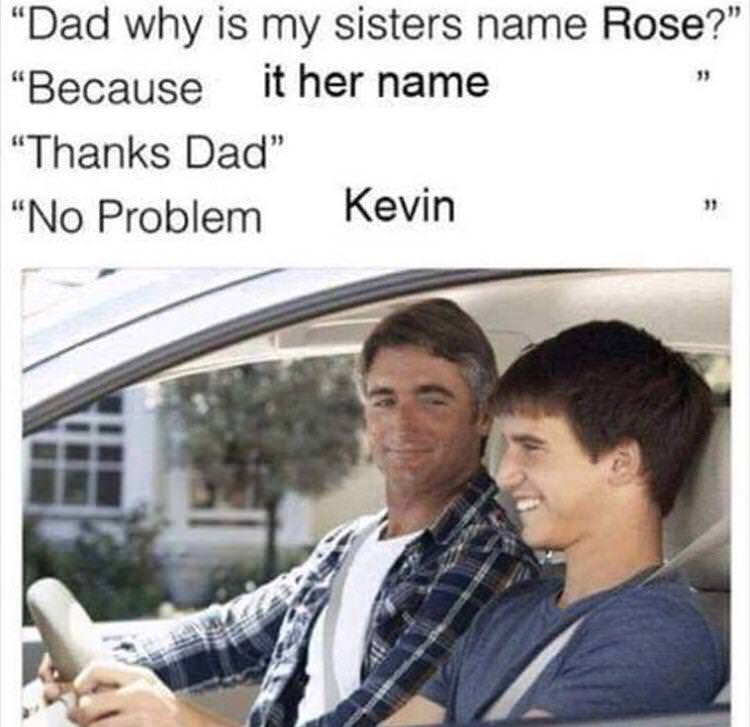 “Dad why is my sisters name Rose?”
“Because it her name ”
“Thanks Dad”
“No Problem Kevin ”